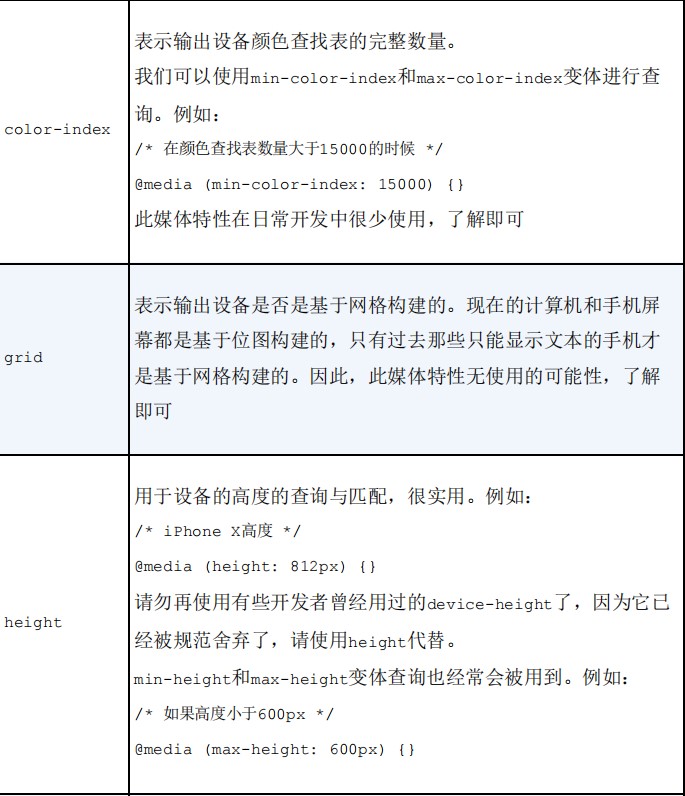 color-index
表示输出设备颜色查找表的完整数量。
我们可以使用min-color-index和max-color-index变体进行查
询。例如：
/* 在颜色查找表数量大于15000的时候 */
@media (min-color-index: 15000) {}
此媒体特性在日常开发中很少使用，了解即可
grid
表示输出设备是否是基于网格构建的。现在的计算机和手机屏
幕都是基于位图构建的，只有过去那些只能显示文本的手机才
是基于网格构建的。因此，此媒体特性无使用的可能性，了解
即可
height
用于设备的高度的查询与匹配，很实用。例如：
/* iPhone X高度 */
@media (height: 812px) {}
请勿再使用有些开发者曾经用过的device-height了，因为它已
经被规范舍弃了，请使用height代替。
min-height和max-height变体查询也经常会被用到。例如：
/* 如果高度小于600px */
@media (max-height: 600px) {}